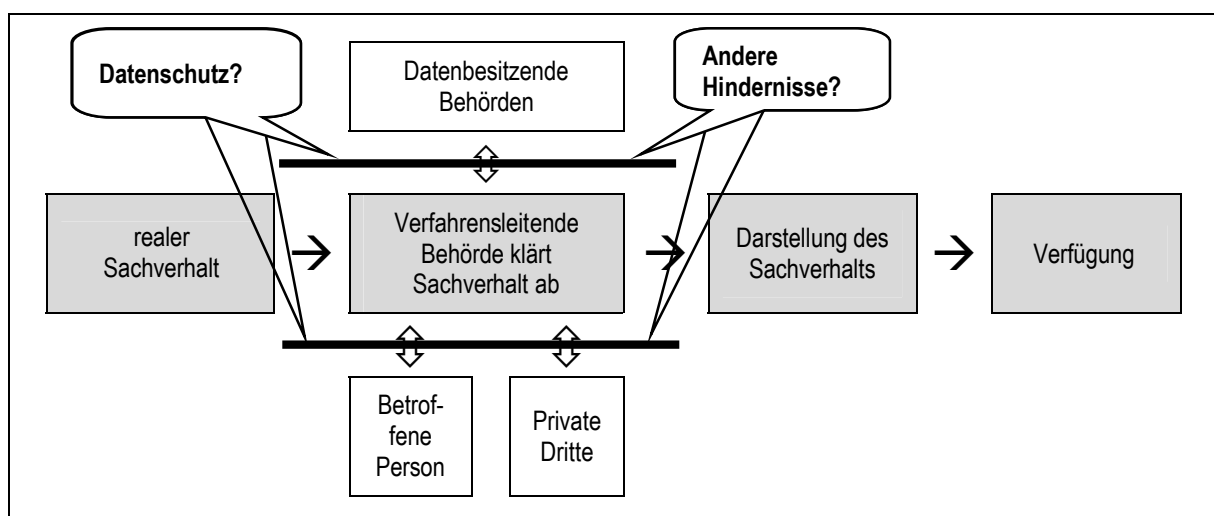 Datenschutz?
Datenbesitzende
Behörden
Andere
Hindernisse?
realer
Sachverhalt
Verfahrensleitende
Behörde klärt
Sachverhalt ab
Darstellung des
Sachverhalts
Verfügung
Betrof-
fene
Person
Private
Dritte